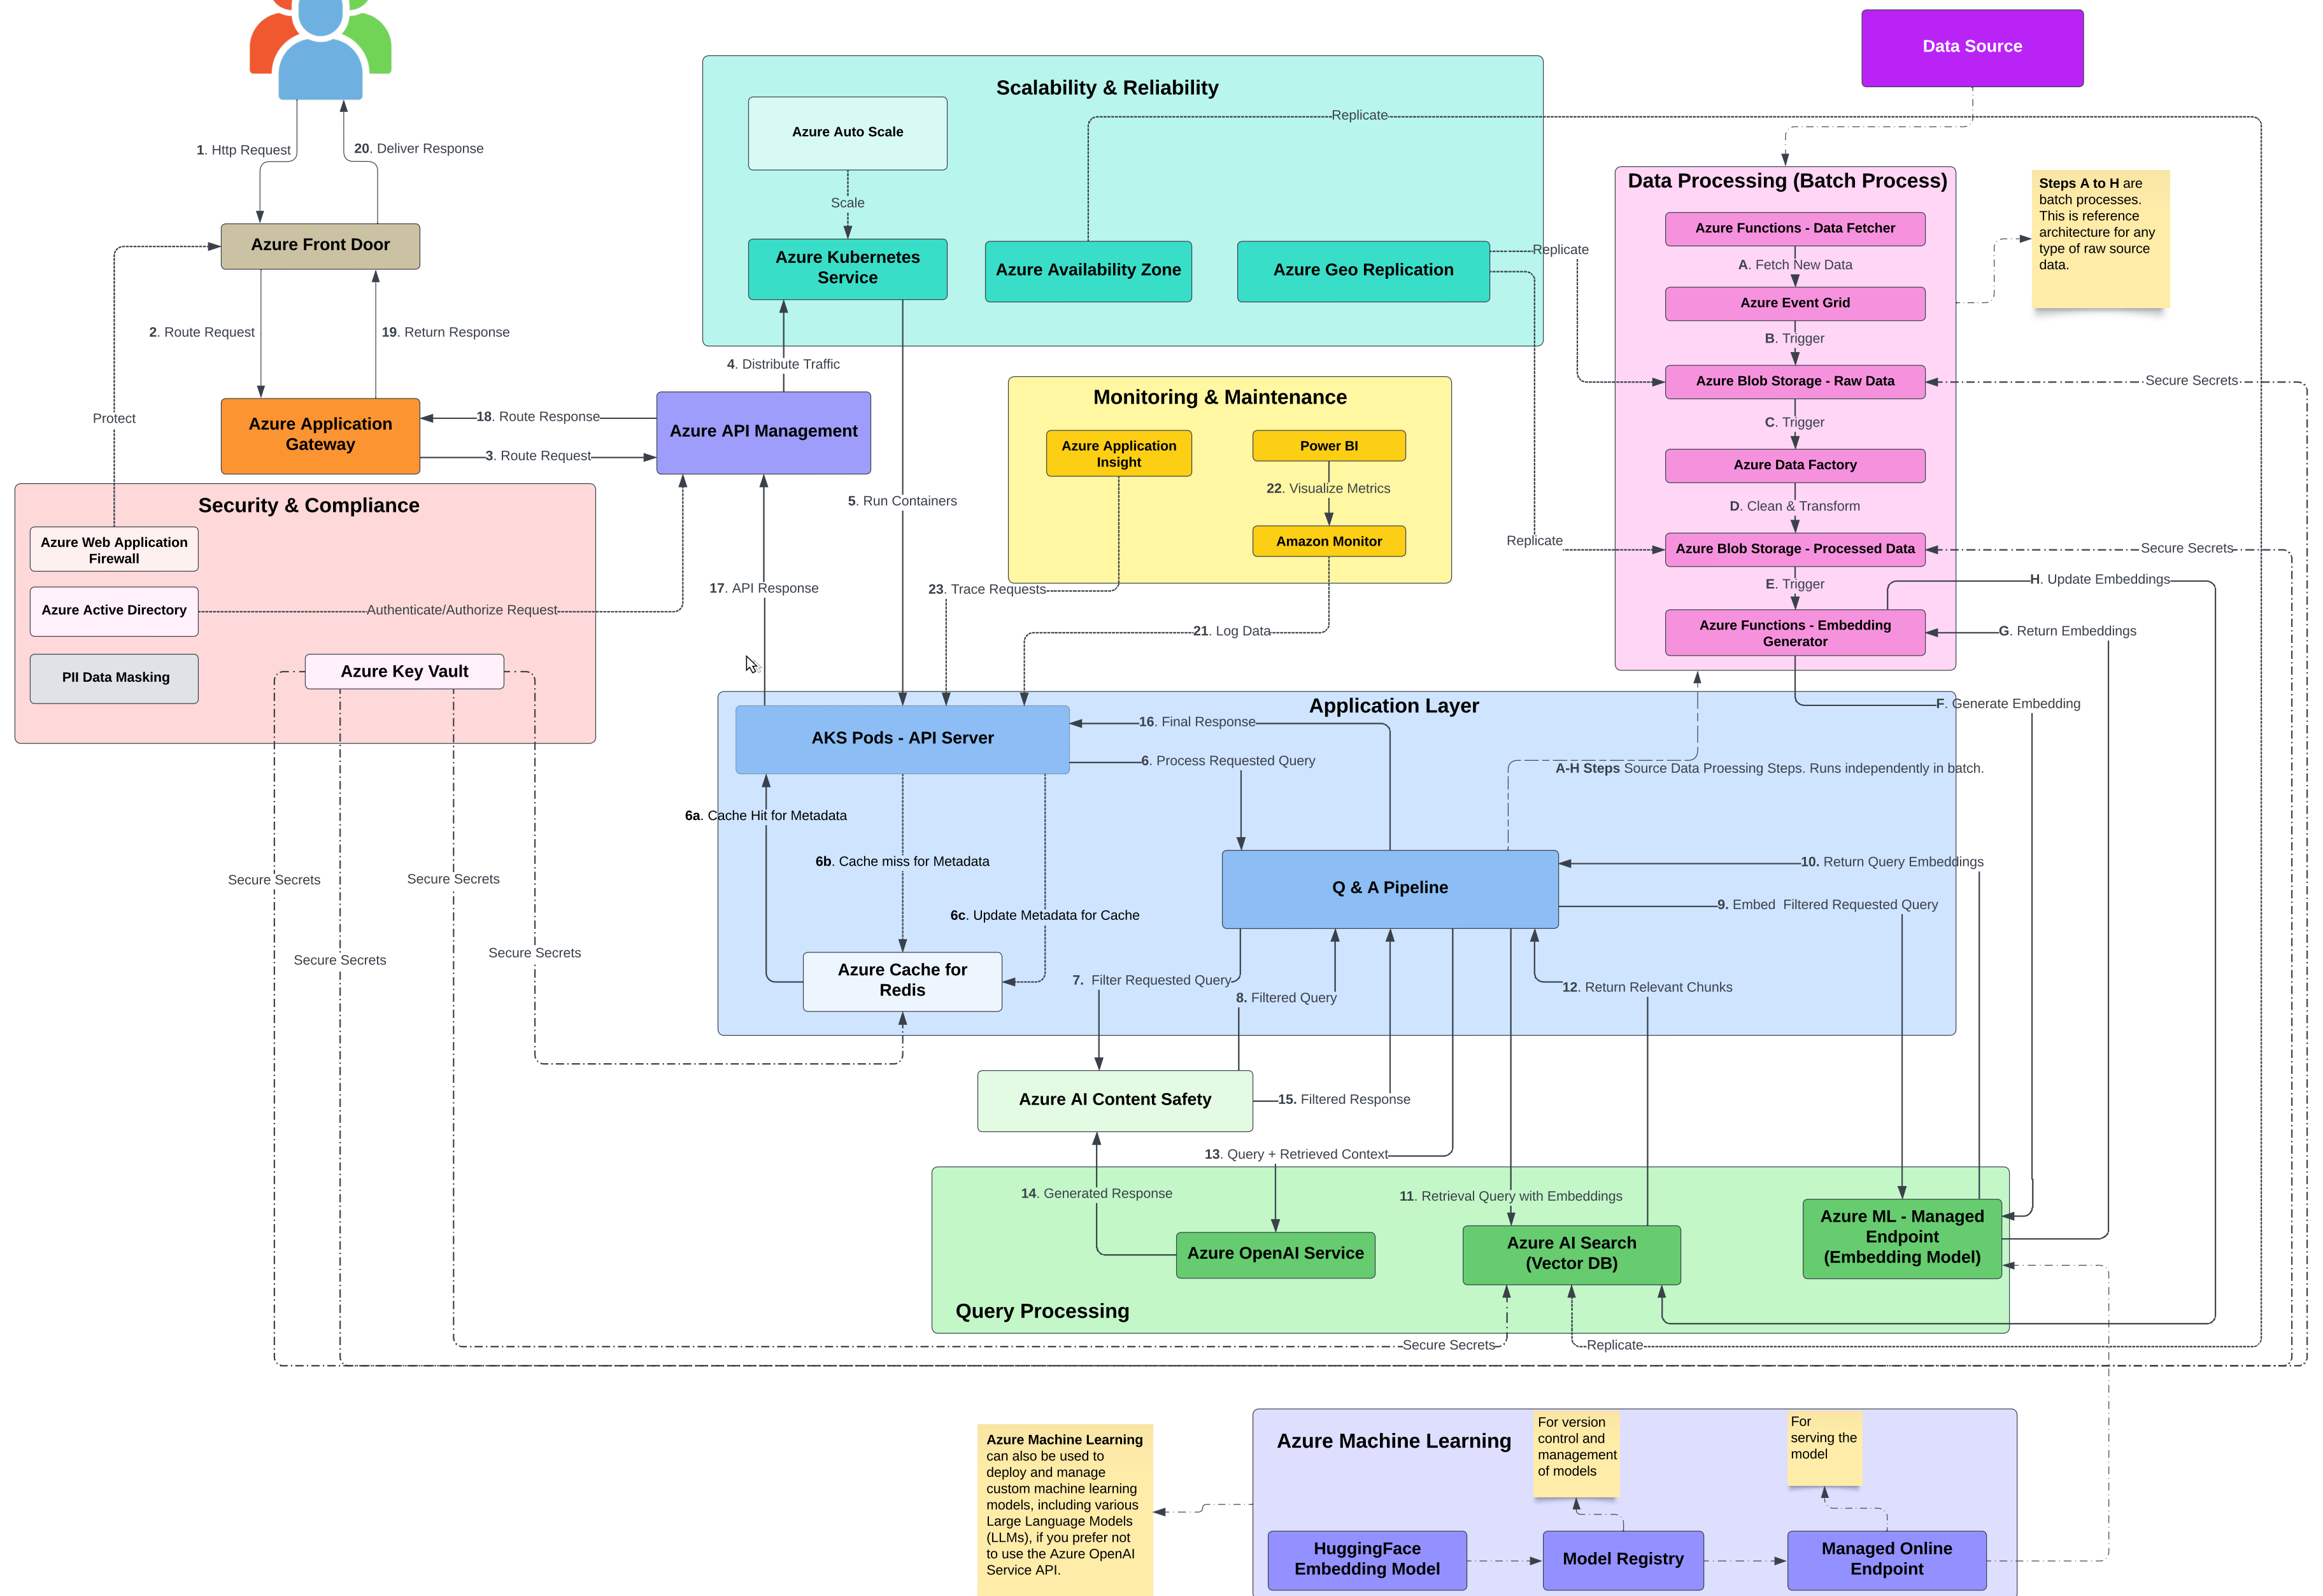 Data Source
Scalability & Reliability
Replicate
Azure Auto Scale
1. Http Request
20. Deliver Response
Scale
Data Processing (Batch Process)
Steps A to H are
batch processes.
This is reference
architecture for any
type of raw source
data.
Azure Functions - Data Fetcher
A. Fetch New Data
Azure Event Grid
B. Trigger
Azure Blob Storage - Raw Data
Secure Secrets
C. Trigger
Azure Data Factory
D. Clean & Transform
Azure Blob Storage - Processed Data
Secure Secrets
E. Trigger
H. Update Embeddings
Azure Functions - Embedding
Generator
G. Return Embeddings
F. Generate Embedding
Azure Front Door
Azure Kubernetes
Service
Azure Availability Zone
Azure Geo Replication
Replicate
Replicate
2. Route Request
19. Return Response
4. Distribute Traffic
Protect
Azure Application
Gateway
18. Route Response
3. Route Request
Azure API Management
Monitoring & Maintenance
Azure Application
Insight
Power BI
22. Visualize Metrics
Amazon Monitor
5. Run Containers
17. API Response
23. Trace Requests
21. Log Data
Security & Compliance
Azure Web Application
Firewall
Azure Active Directory
Authenticate/Authorize Request
PII Data Masking
Azure Key Vault
Application Layer
AKS Pods - API Server
16. Final Response
6. Process Requested Query
A-H Steps Source Data Proessing Steps. Runs independently in batch.
6a. Cache Hit for Metadata
6b. Cache miss for Metadata
6c. Update Metadata for Cache
Q & A Pipeline
10. Return Query Embeddings
9. Embed  Filtered Requested Query
Secure Secrets
Secure Secrets
Secure Secrets
Secure Secrets
Azure Cache for
Redis
7.  Filter Requested Query
8. Filtered Query
12. Return Relevant Chunks
Azure AI Content Safety
15. Filtered Response
13. Query + Retrieved Context
14. Generated Response
11. Retrieval Query with Embeddings
Azure OpenAI Service
Azure AI Search
(Vector DB)
Azure ML - Managed
Endpoint
(Embedding Model)
Query Processing
Secure Secrets
Replicate
Azure Machine Learning
can also be used to
deploy and manage
custom machine learning
models, including various
Large Language Models
(LLMs), if you prefer not
to use the Azure OpenAI
Service API.
Azure Machine Learning
For version
control and
management
of models
For
serving the
model
HuggingFace
Embedding Model
Model Registry
Managed Online
Endpoint